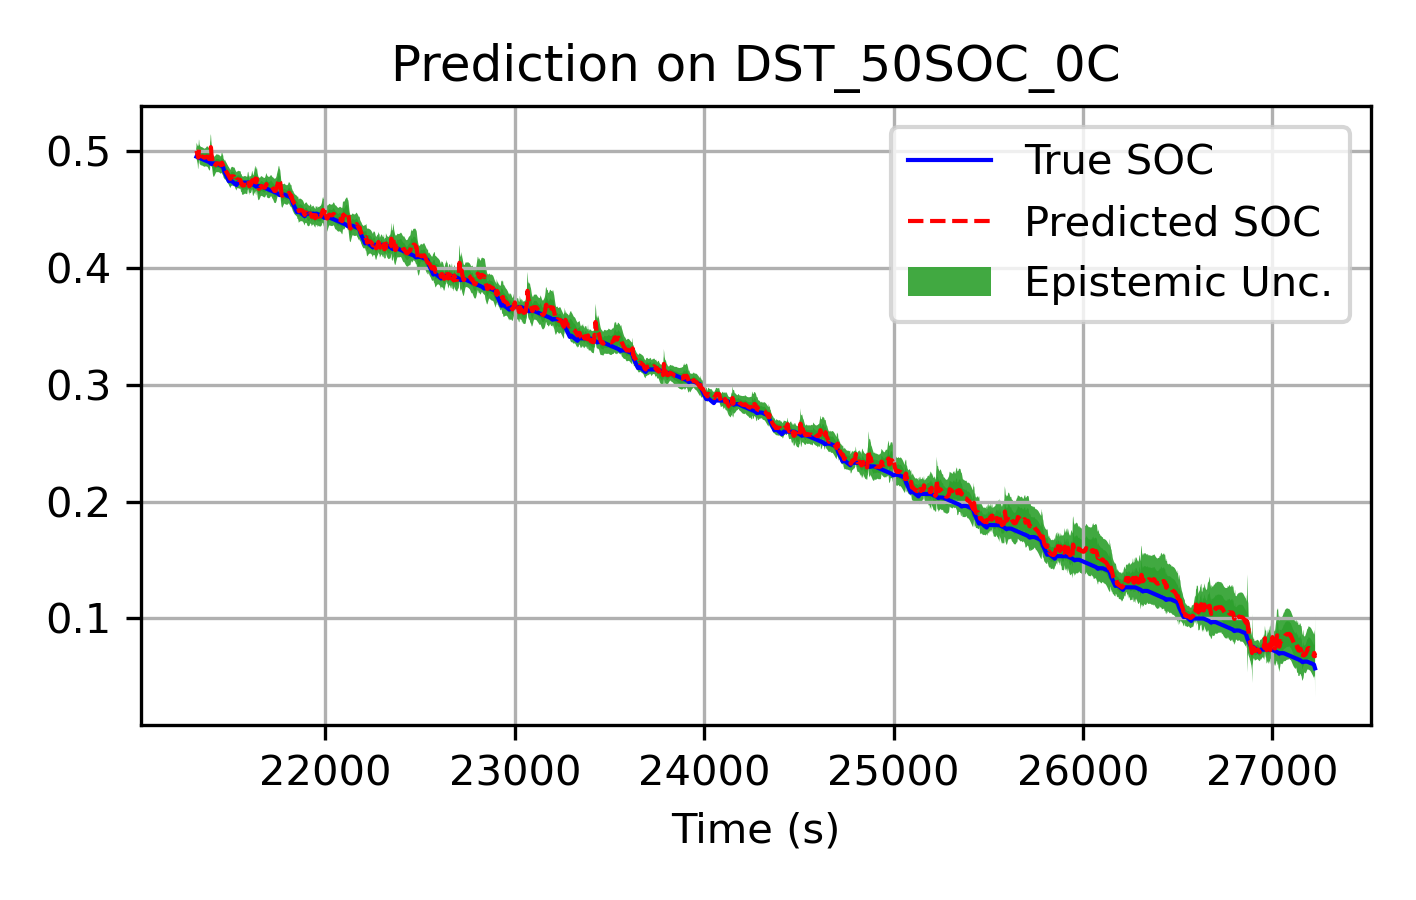 Prediction on DST_50SOC_0C
True SOC
Predicted SOC
Epistemic Unc.
0.5
0.4
0.3
0.2
0.1
22000 23000 24000 25000 26000 27000
Time (s)